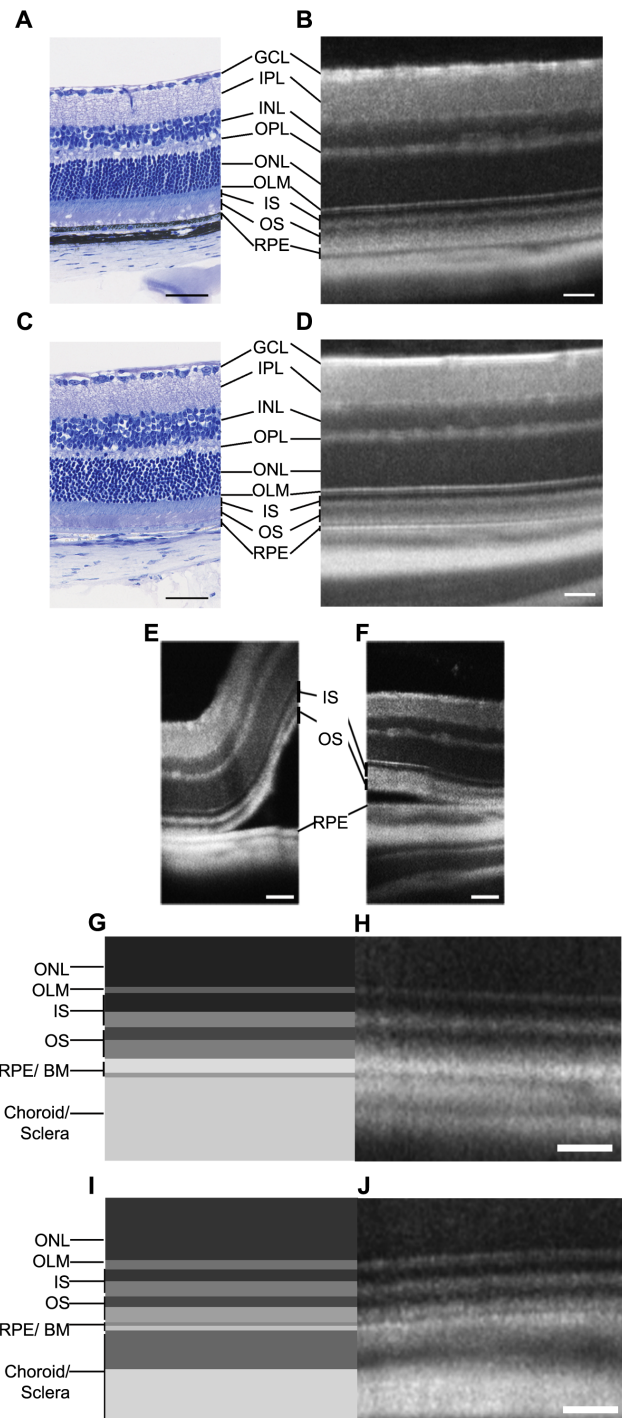 A
B
GCL
IPL
INL
OPL
ONL
OLM
IS
OS
RPE
C
D
GCL
IPL
INL
OPL
ONL
OLM
IS
OS
RPE
E
F
IS
OS
RPE
G
H
ONL
OLM
IS
OS
RPE/ BM
Choroid/
Sclera
I
J
ONL
OLM
IS
OS
RPE/ BM
Choroid/
Sclera